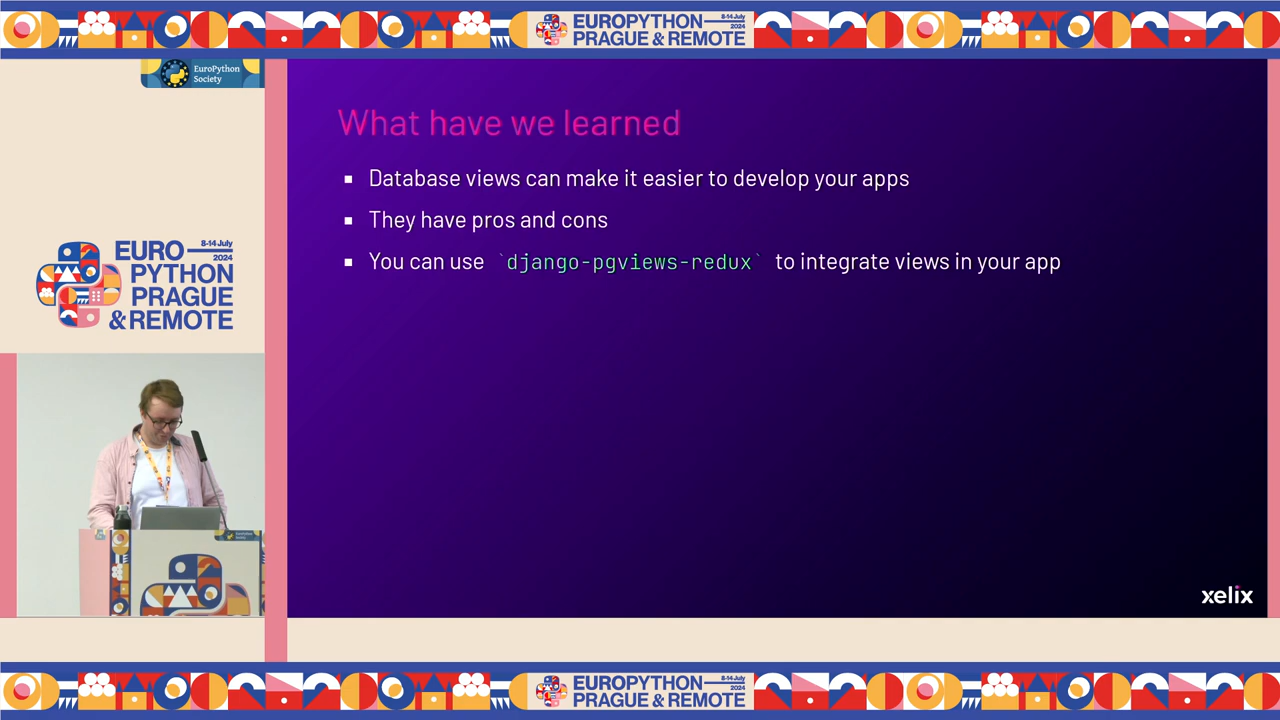 EUROPYTHON
8-14 July
2024
PRAGUE & REMOTE
EuroPython
Society
What have we learned
Database views can make it easier to develop your apps
They have pros and cons
You can use `django-pgviews-redux` to integrate views in your app
EURO
8-14 July
2024
PYTHON
PRAGUE
& REMOTE
EuroPython
Society
xelix
EUROPYTHON
8-14 July
2024
PRAGUE & REMOTE